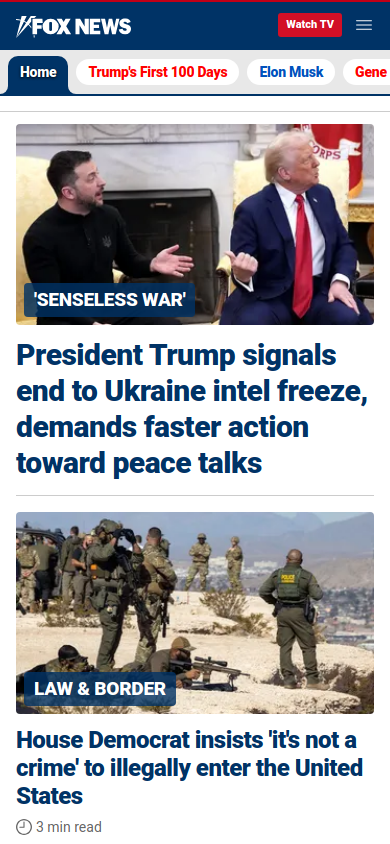 FOX NEWS
Watch TV
Home
Trump's First 100 Days
Elon Musk
Gene
ORPS
'SENSELESS WAR'
President Trump signals
end to Ukraine intel freeze,
demands faster action
toward peace talks
POLICE
LAW & BORDER
House Democrat insists 'it's not a
crime' to illegally enter the United
States
3 min read